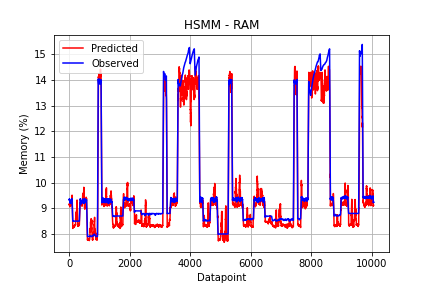 HSMM - RAM
Predicted
Observed
15
14
13
12
11
10
9
8
Memory (%)
0
2000
4000
6000
8000
10000
Datapoint